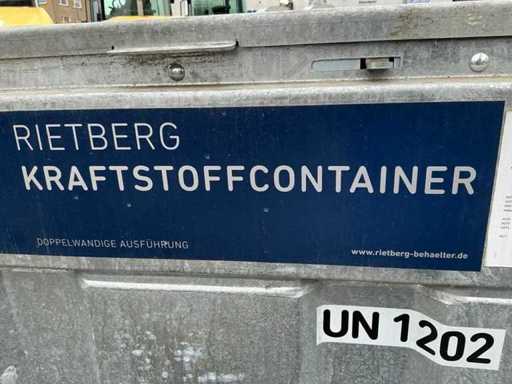 RIETBERG
KRAFTSTOFFCONTAINER
DOPPELWANDIGE AUSFÜHRUNG
www.rietberg-behaelter.de
UN 1202